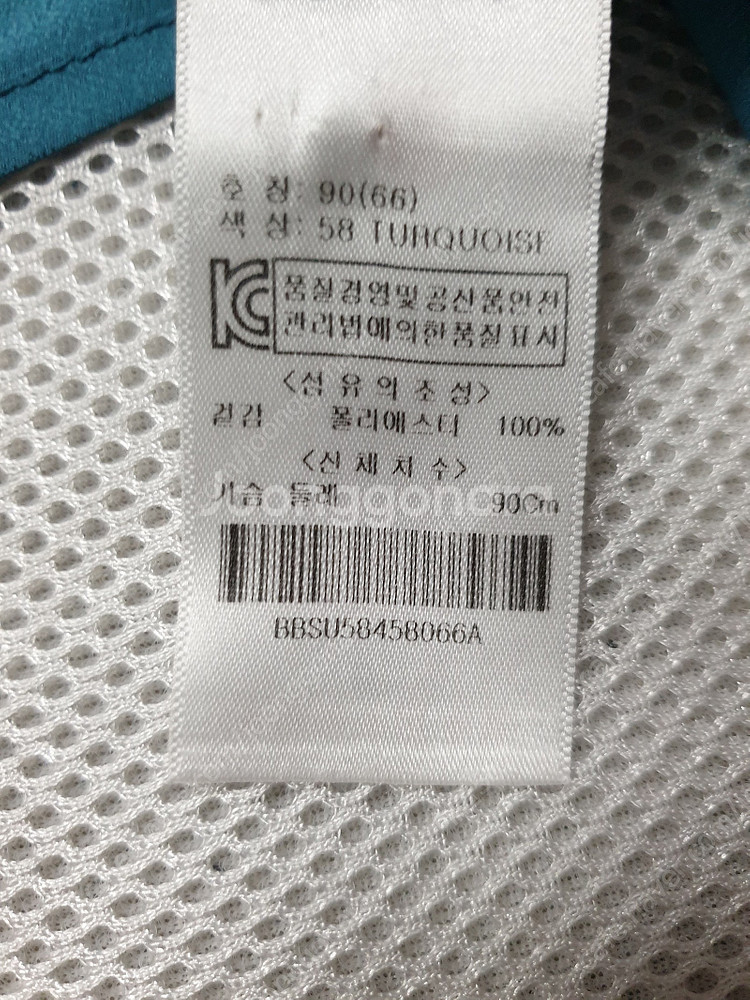 호 칭: 90(66)
색 상: 58 TURQUOISE
품질경영및공산품안전
관리법에의한품질표시
<섬 유 의 조 성>
겉감 폴리에스터 100%
<신 체 치 수>
가슴 둘레 90Cm
BBSU58458066A
joonggonara